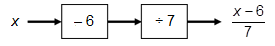 x – 6 ÷ 7 x – 6
7